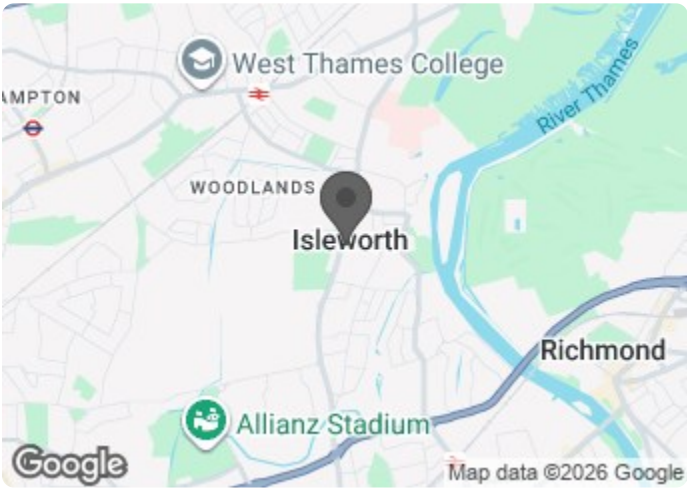 West Thames College
AMPTON
River Thames
WOODLANDS
Isleworth
Richmond
Allianz Stadium
Google
Map data ©2026 Google